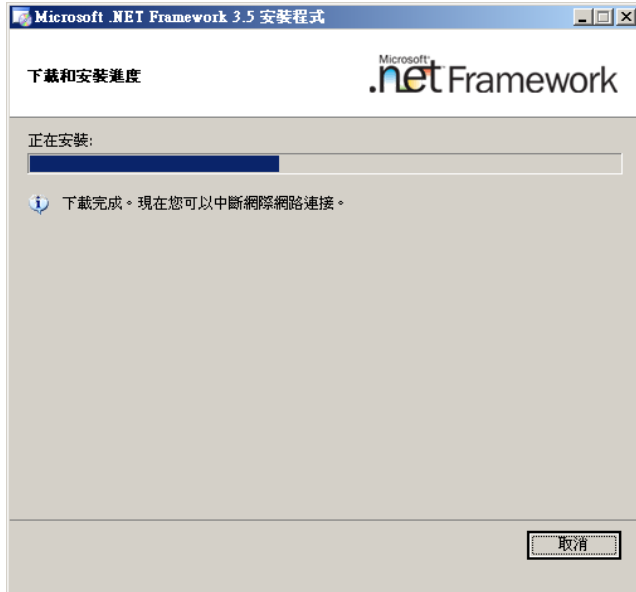 Microsoft .NET Framework 3.5 安裝程式
下載和安裝進度
Microsoft
.net Framework
正在安裝:
下載完成。現在您可以中斷網際網路連接。
取消